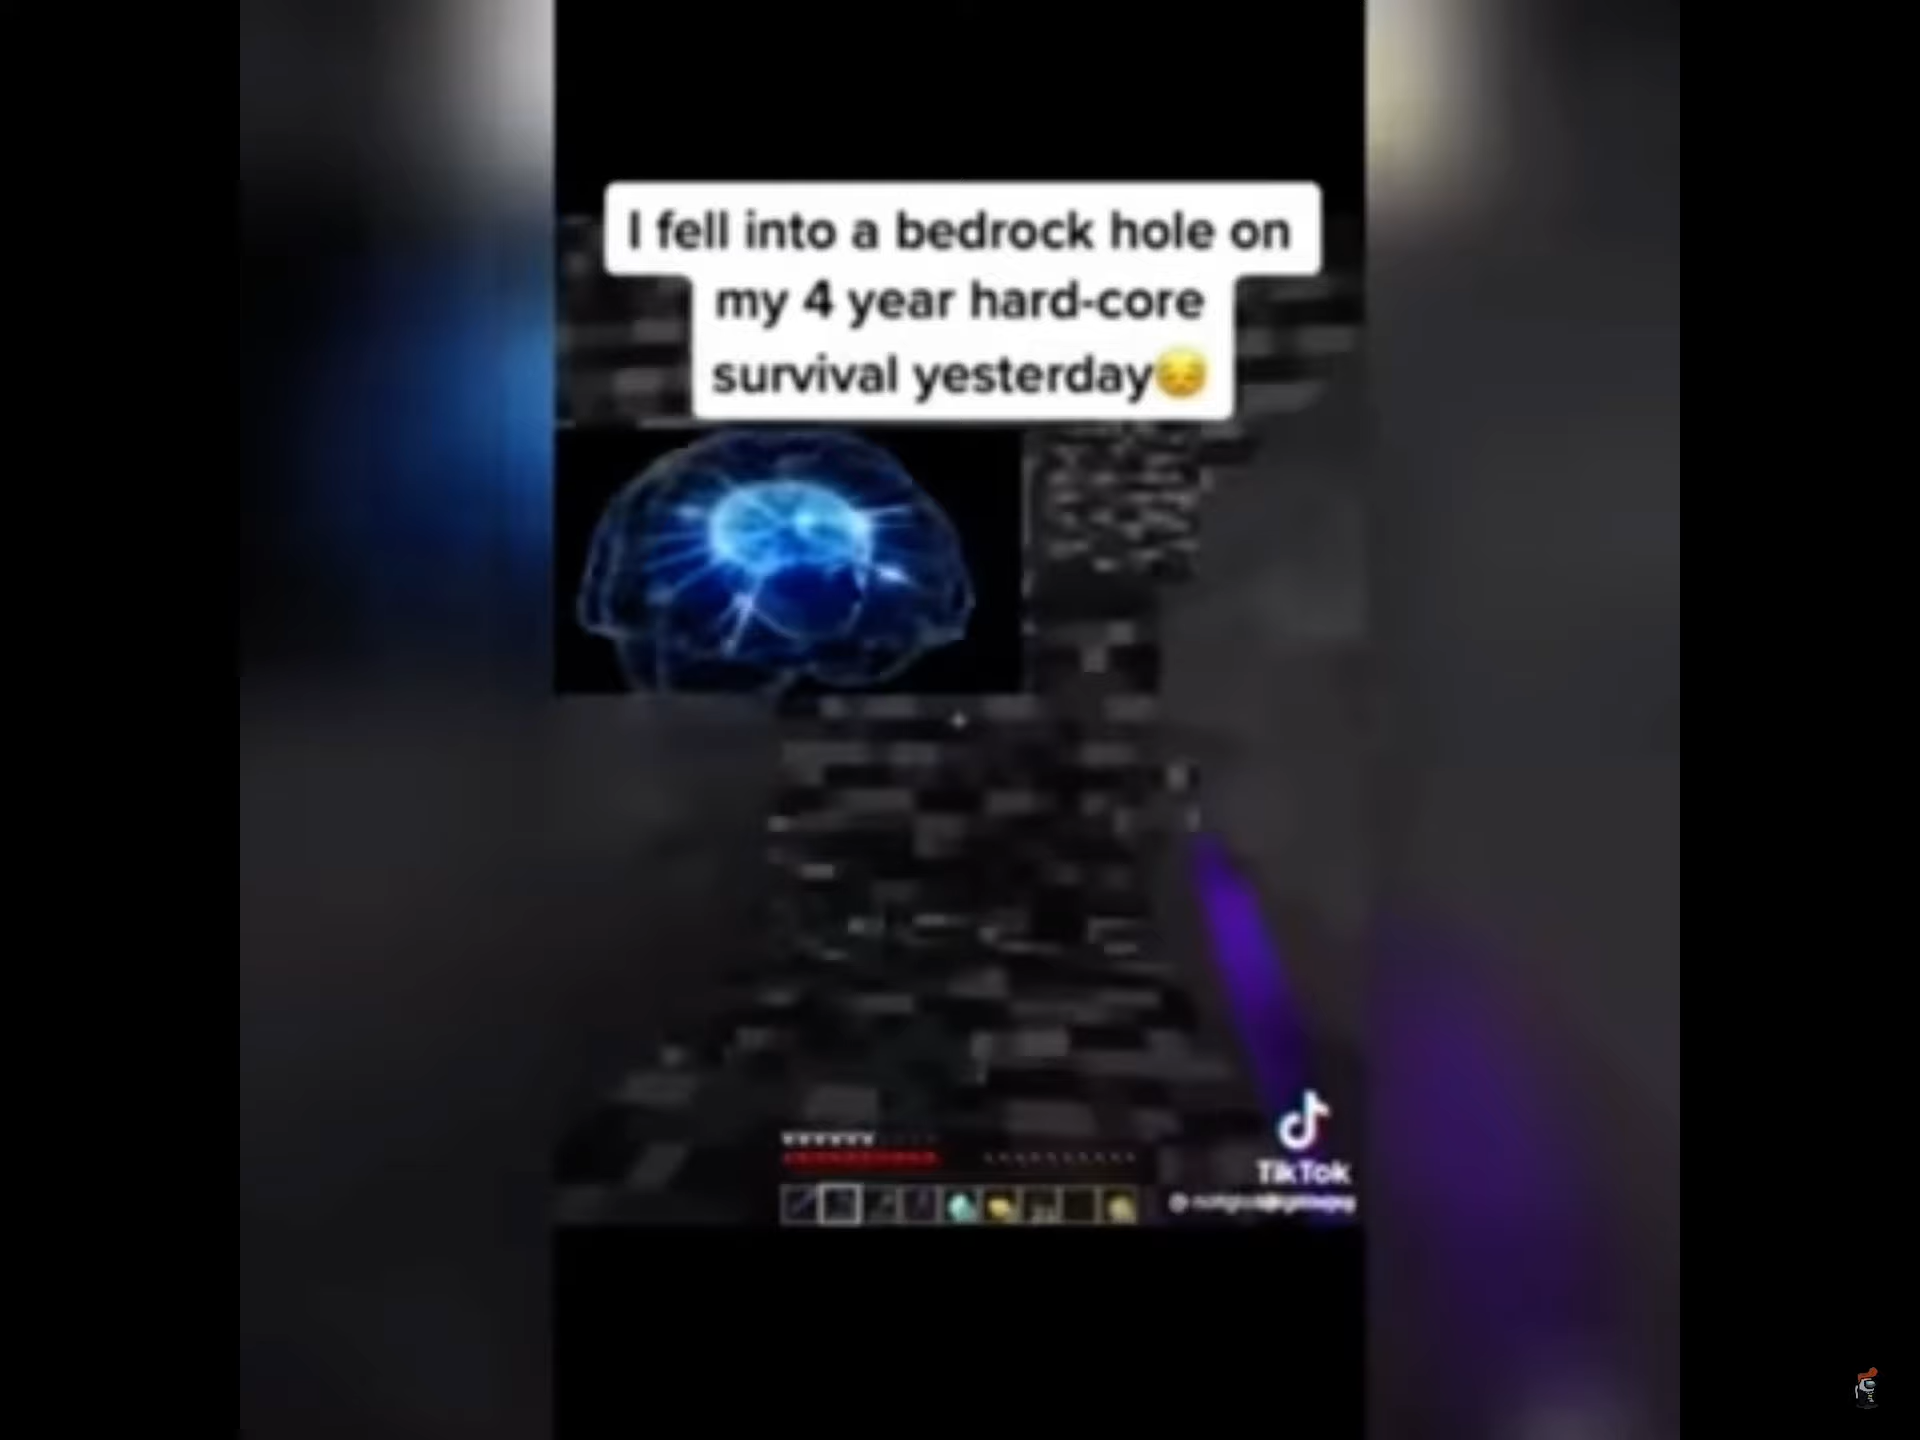 I fell into a bedrock hole on
my 4 year hard-core
survival yesterday😔
TikTok